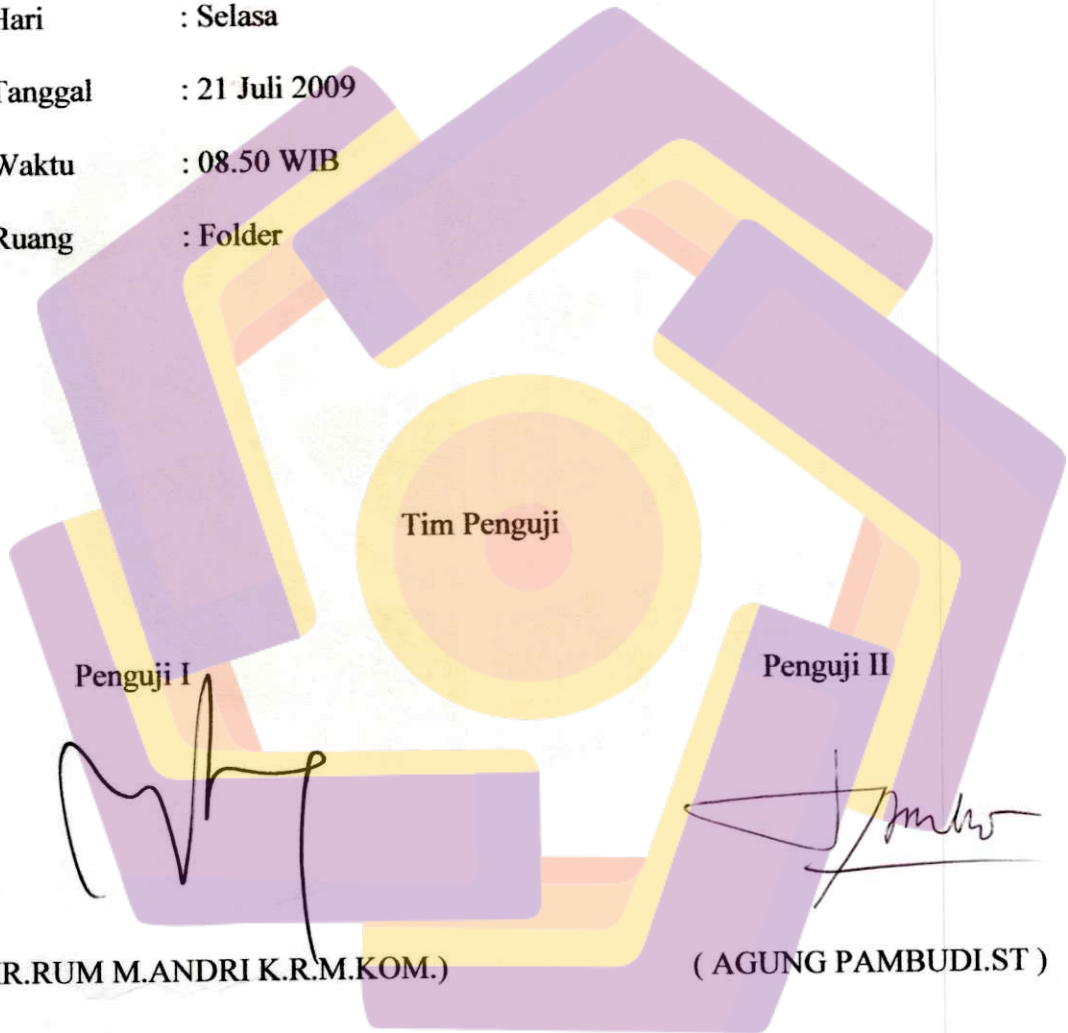 Hari : Selasa
Tanggal : 21 Juli 2009
Waktu : 08.50 WIB
Ruang : Folder
Tim Penguji
Penguji I Penguji II
R.RUM M.ANDRI K.R.M.KOM.) ( AGUNG PAMBUDI.ST )